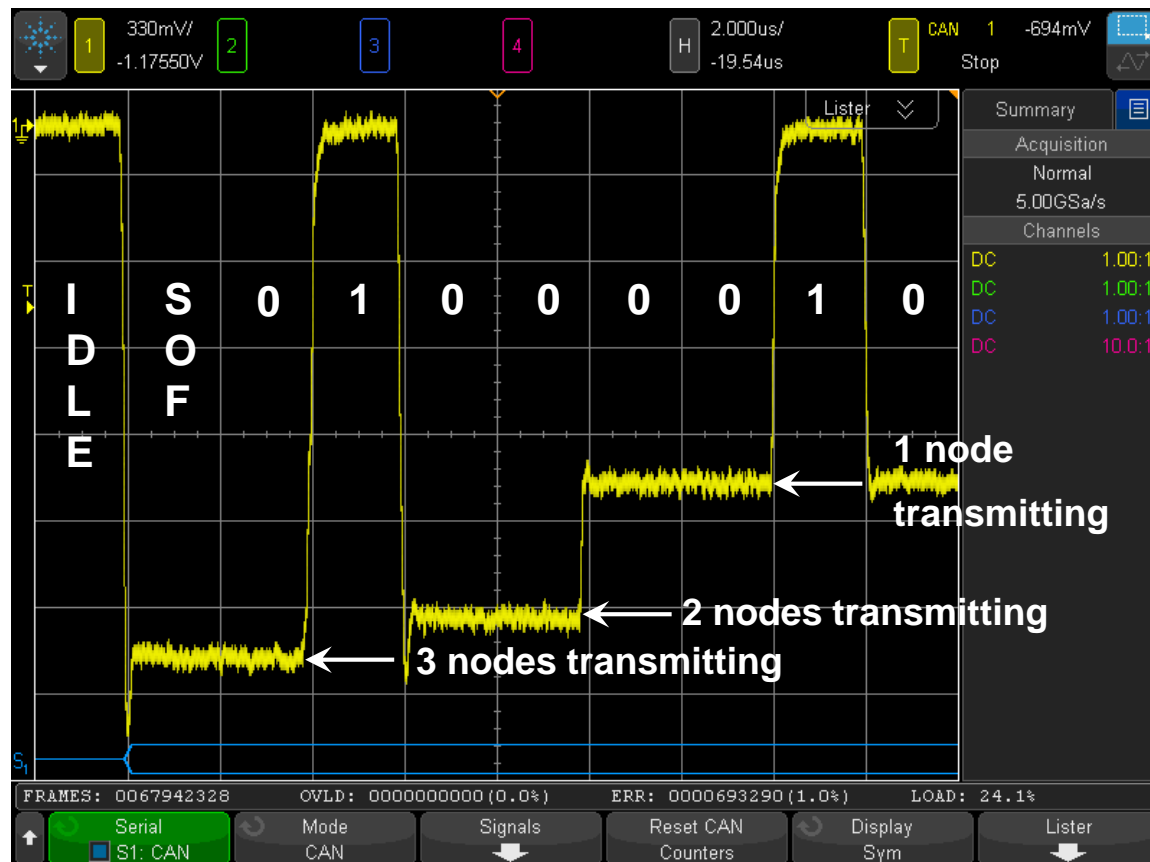 1 330mV/ -1.17550V 2 3 4 H 2.000us/ -19.54us T CAN 1 -694mV Stop
Lister
Summary
Acquisition
Normal
5.00GSa/s
Channels
DC 1.00:1
DC 1.00:1
DC 1.00:1
DC 10.0:1
1
T
IDLE SOF 0 1 0 0 0 0 1 0
1 node
transmitting
2 nodes transmitting
3 nodes transmitting
S1
FRAMES: 0067942328 OVLD: 0000000000(0.0%) ERR: 0000693290(1.0%) LOAD: 24.1%
Serial
S1: CAN
Mode
CAN
Signals
Reset CAN
Counters
Display
Sym
Lister